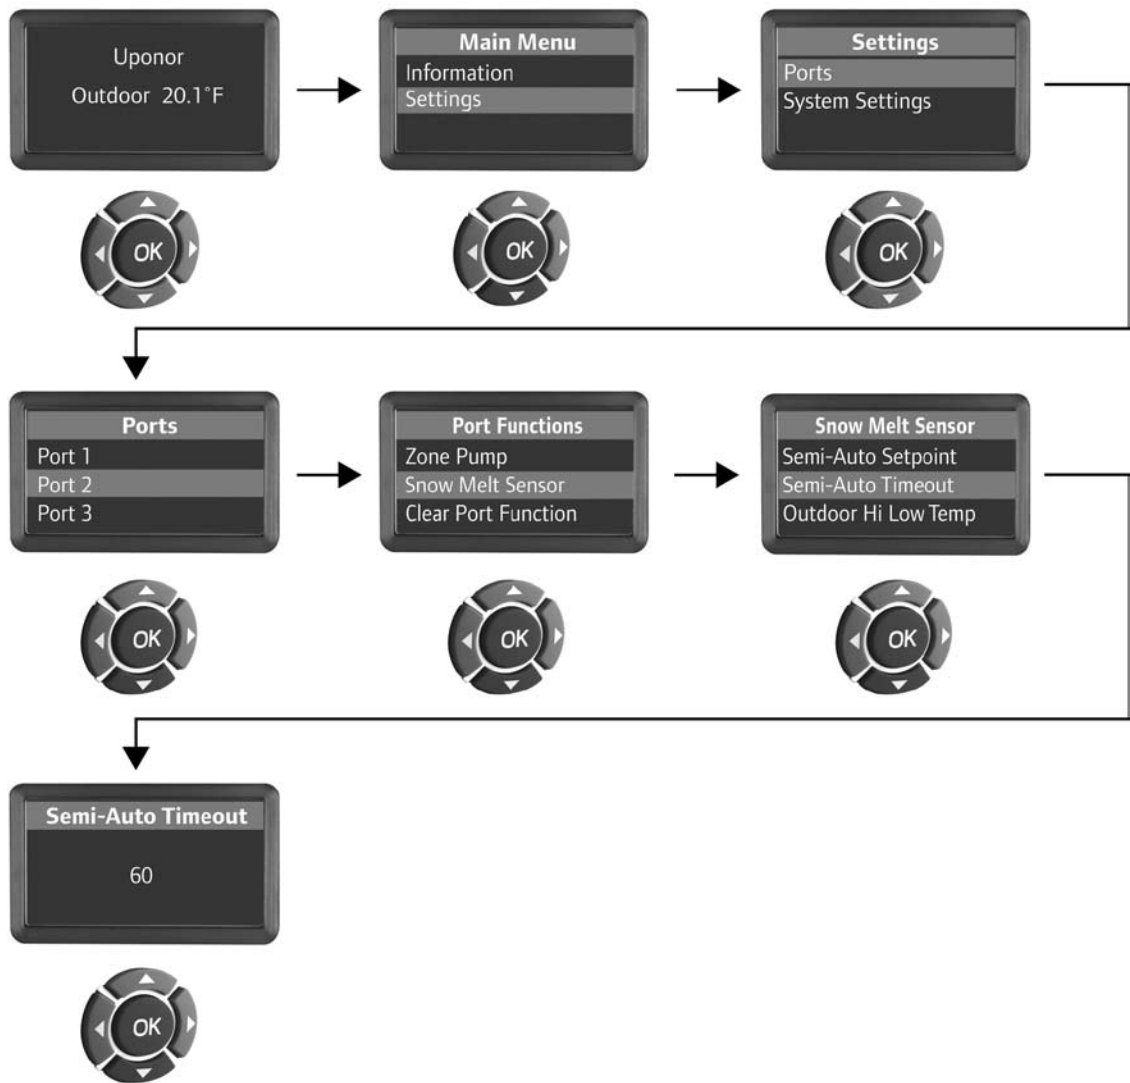 Uponor
Outdoor 20.1°F
OK
Main Menu
Information
Settings
OK
Settings
Ports
System Settings
OK
Ports
Port 1
Port 2
Port 3
OK
Port Functions
Zone Pump
Snow Melt Sensor
Clear Port Function
OK
Snow Melt Sensor
Semi-Auto Setpoint
Semi-Auto Timeout
Outdoor Hi Low Temp
OK
Semi-Auto Timeout
60
OK